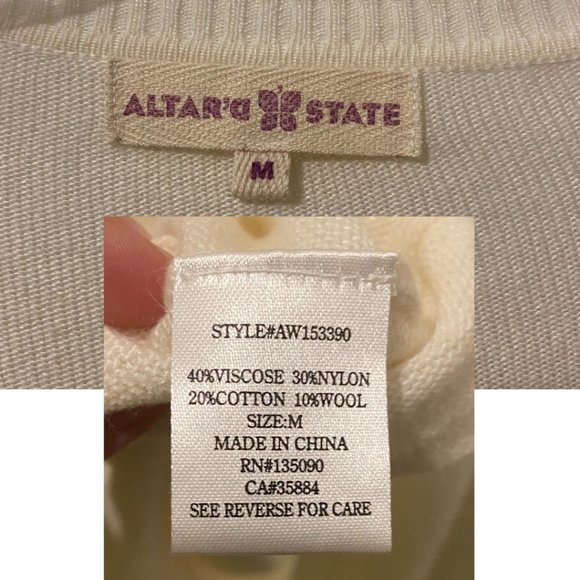 ALTAR'D STATE
M
STYLE#AW153390
40%VISCOSE 30%NYLON
20%COTTON 10%WOOL
SIZE:M
MADE IN CHINA
RN#135090
CA#35884
SEE REVERSE FOR CARE